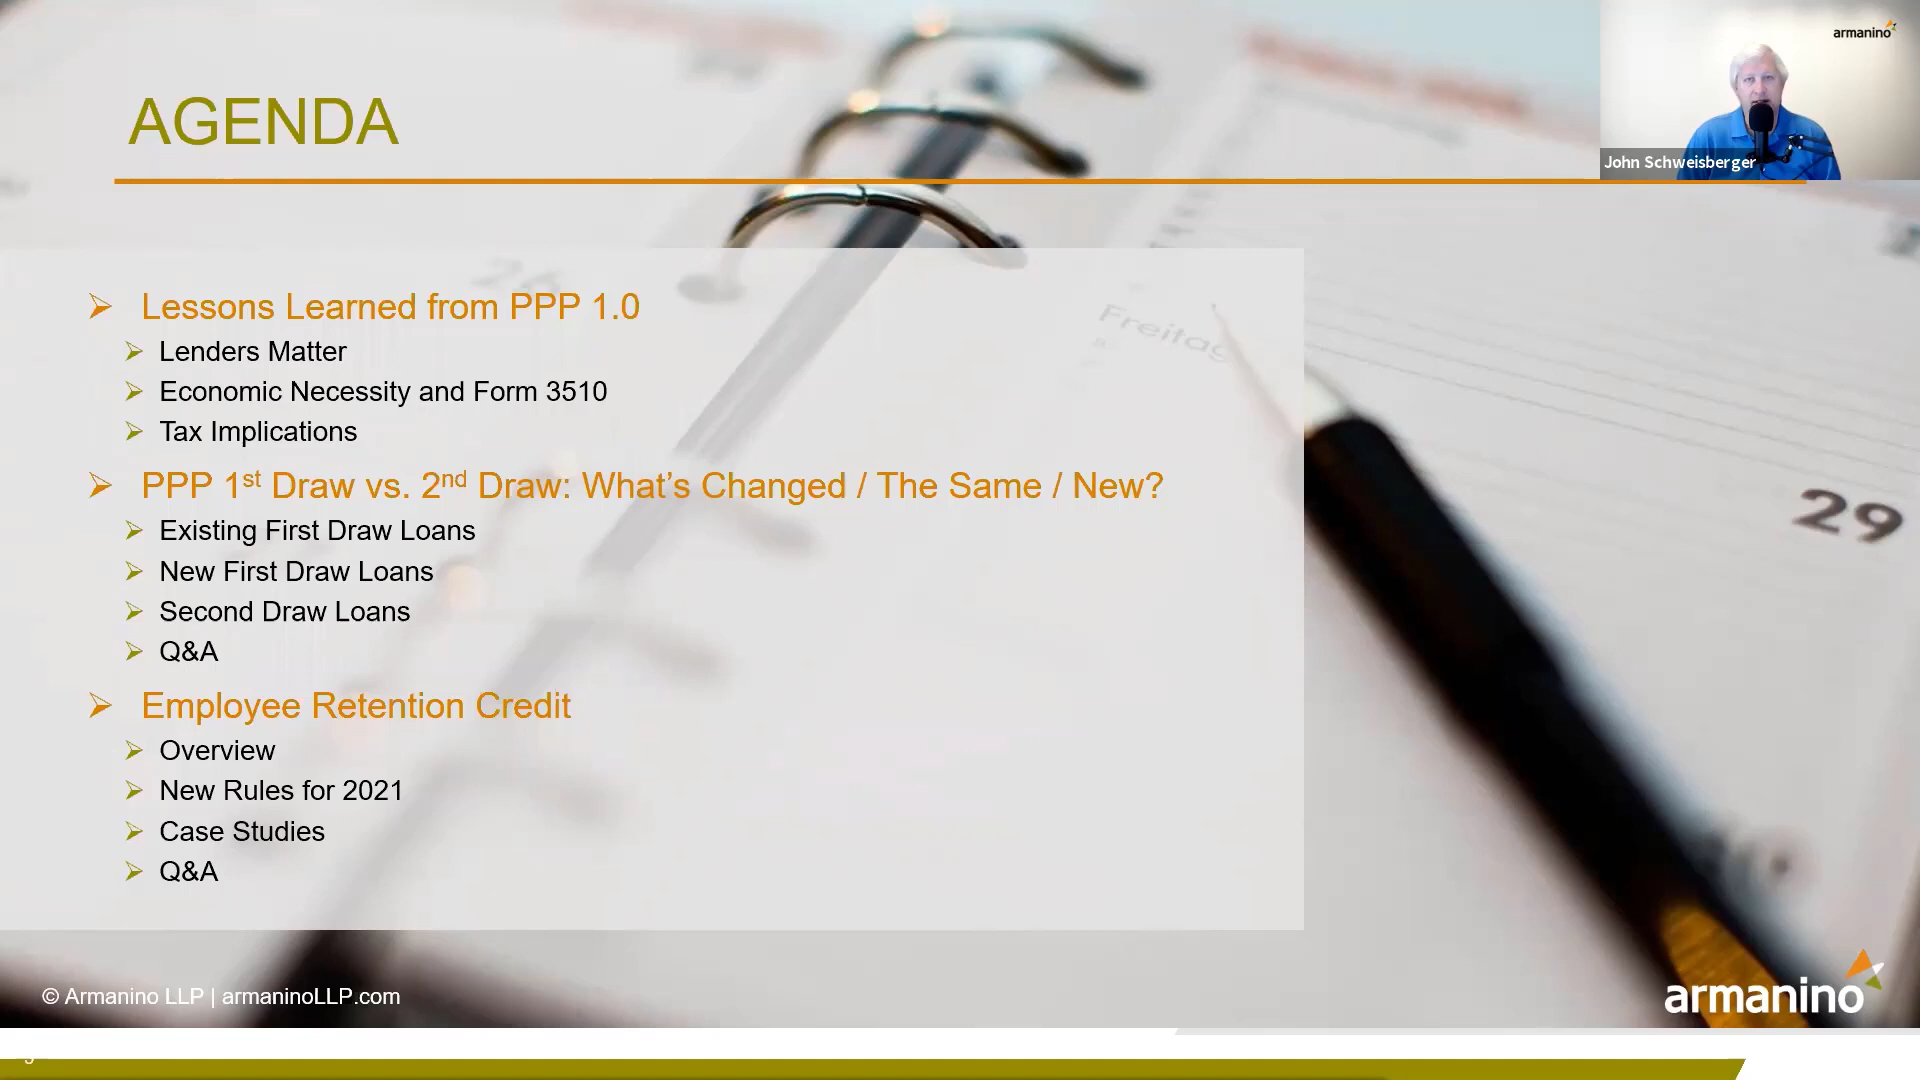 armanino
AGENDA
John Schweisberger
26
Freitag
Lessons Learned from PPP 1.0
Lenders Matter
Economic Necessity and Form 3510
Tax Implications
PPP 1st Draw vs. 2nd Draw: What’s Changed / The Same / New?
29
Existing First Draw Loans
New First Draw Loans
Second Draw Loans
Q&A
Employee Retention Credit
Overview
New Rules for 2021
Case Studies
Q&A
© Armanino LLP | armaninoLLP.com
armanino